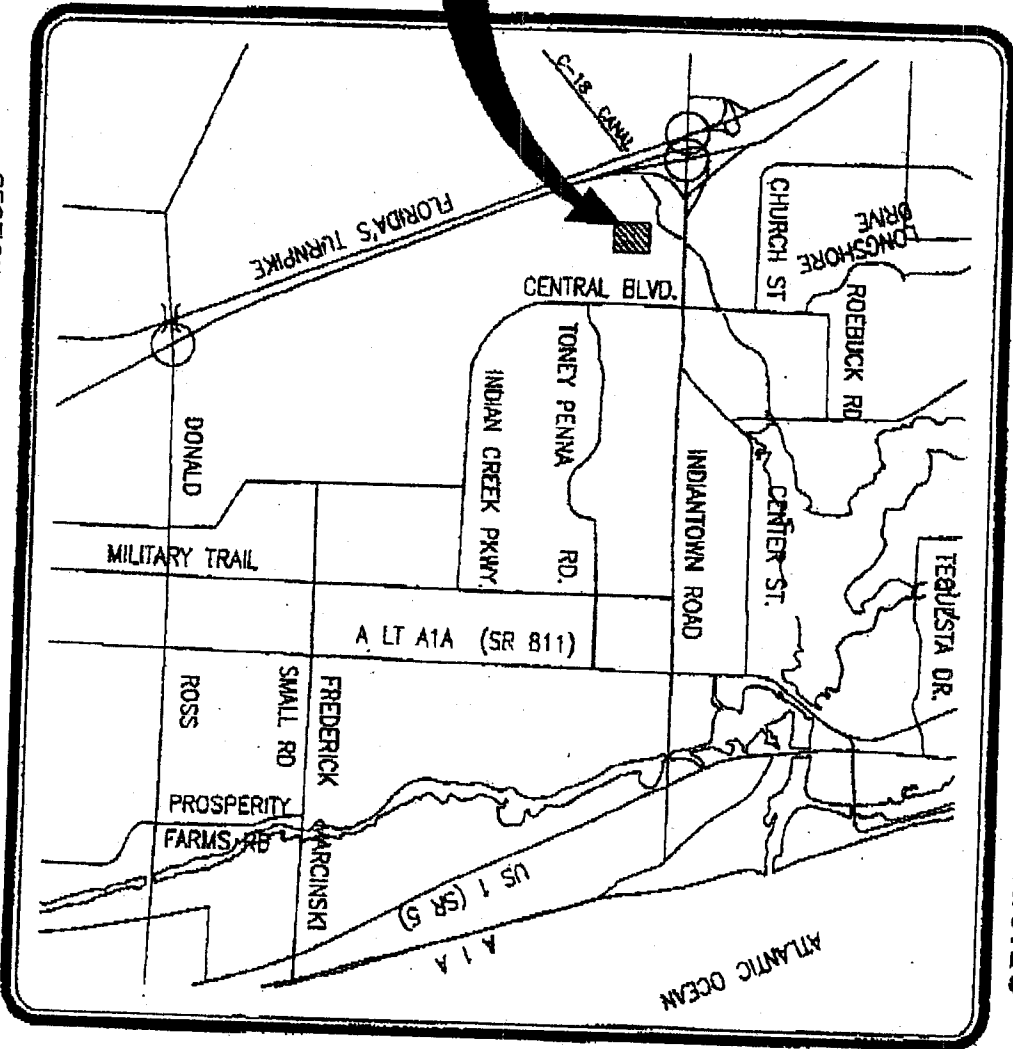 C-18 CANAL
FLORIDA'S TURNPIKE
CHURCH ST
LONGSHORE
DRIVE
CENTRAL BLVD.
ROEBUCK RD
TONEY PENNA
RD.
INDIAN CREEK PKWY.
DONALD
ROSS
INDIANTOWN ROAD
CENTER ST.
TEQUESTA DR.
MILITARY TRAIL
A LT A1A (SR 811)
FREDERICK
SMALL RD
PROSPERITY
FARMS RD
MARCINSKI
US 1 (SR 5)
A 1 A
ATLANTIC OCEAN